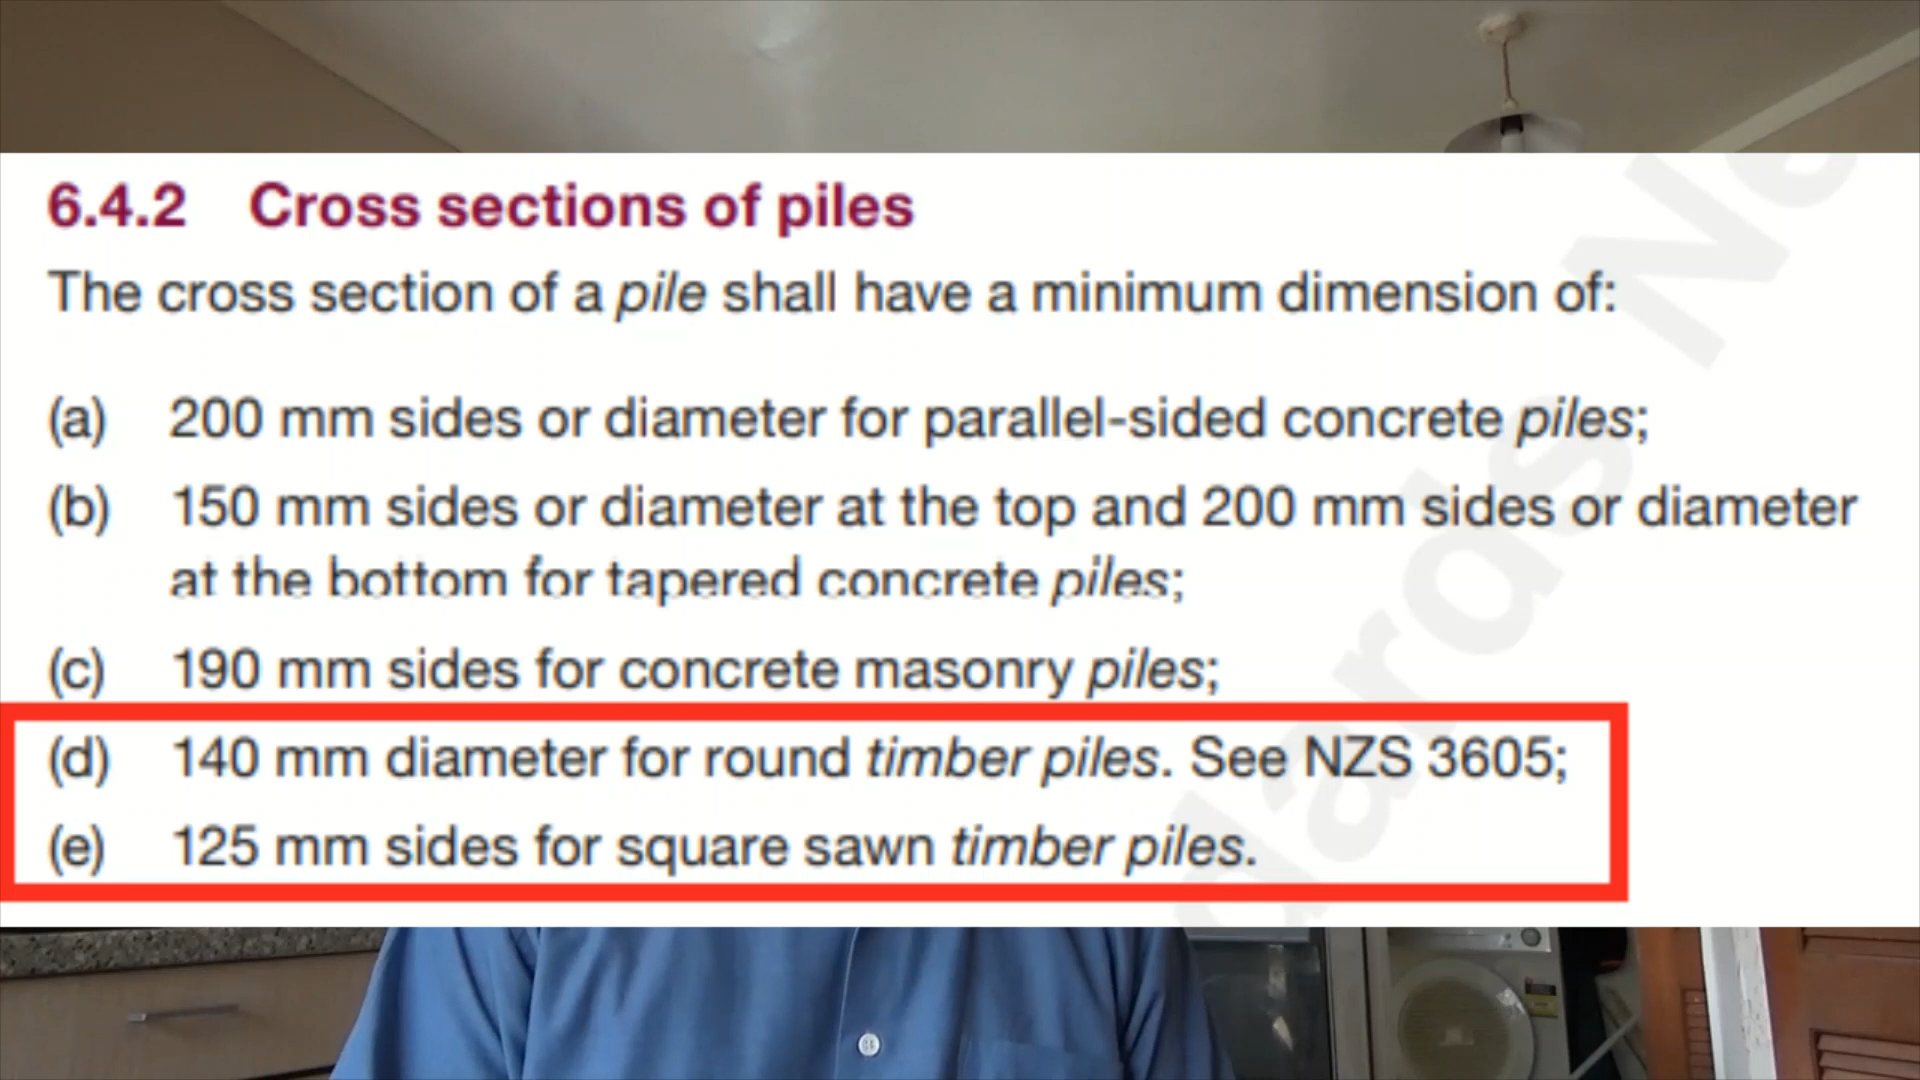 6.4.2 Cross sections of piles
The cross section of a pile shall have a minimum dimension of:
(a) 200 mm sides or diameter for parallel-sided concrete piles;
(b) 150 mm sides or diameter at the top and 200 mm sides or diameter
at the bottom for tapered concrete piles;
(c) 190 mm sides for concrete masonry piles;
(d) 140 mm diameter for round timber piles. See NZS 3605;
(e) 125 mm sides for square sawn timber piles.